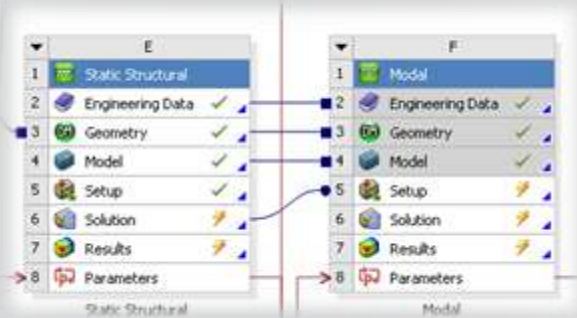 E
1 Static Structural
2 Engineering Data
3 Geometry
4 Model
5 Setup
6 Solution
7 Results
8 Parameters
Static Structural
F
1 Modal
2 Engineering Data
3 Geometry
4 Model
5 Setup
6 Solution
7 Results
8 Parameters
Modal